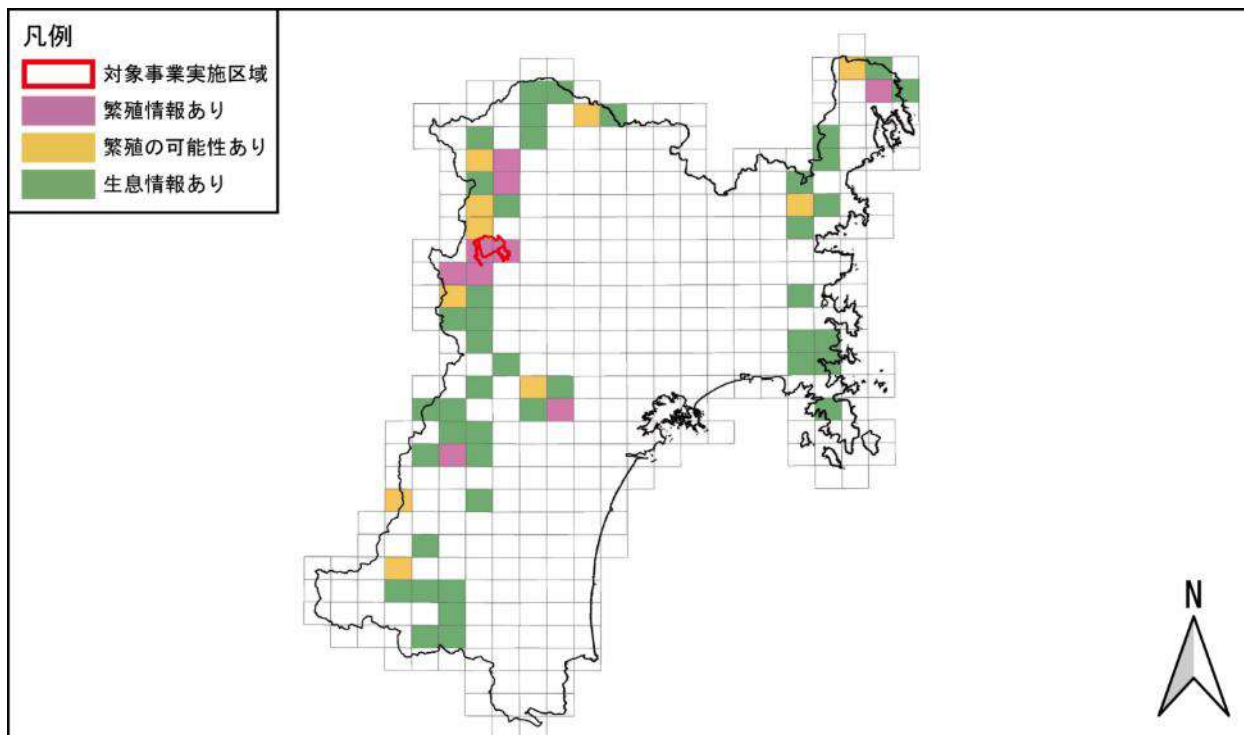 凡例
対象事業実施区域
繁殖情報あり
繁殖の可能性あり
生息情報あり
N